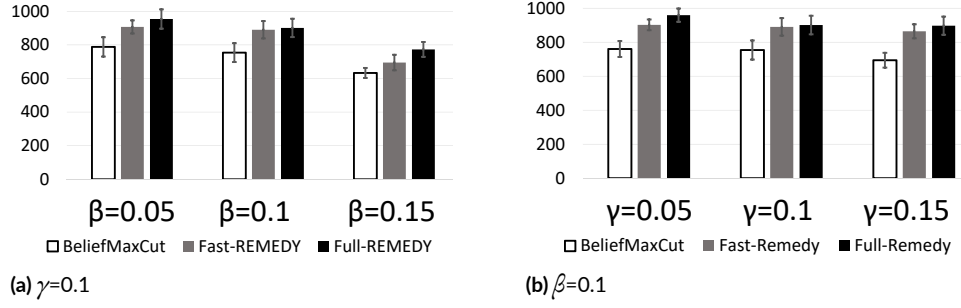 1000
800
600
400
200
0
β=0.05 β=0.1 β=0.15
BeliefMaxCut Fast-REMEDY Full-REMEDY
(a) γ=0.1
1000
800
600
400
200
0
γ=0.05 γ=0.1 γ=0.15
BeliefMaxCut Fast-Remedy Full-Remedy
(b) β=0.1